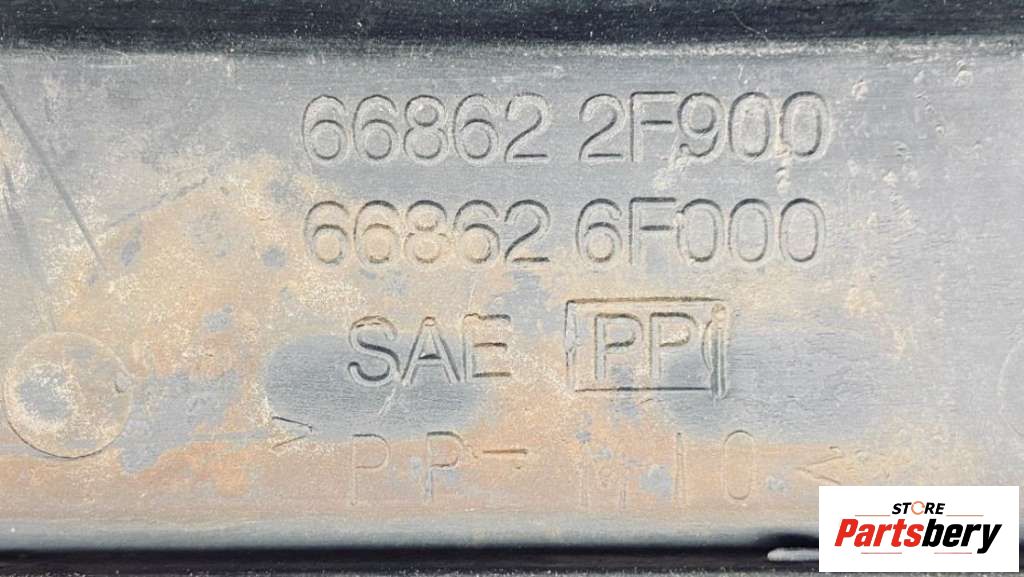 66862 2F900
66862 6F000
SAE PP
>PP-M10<
STORE
Partsbery